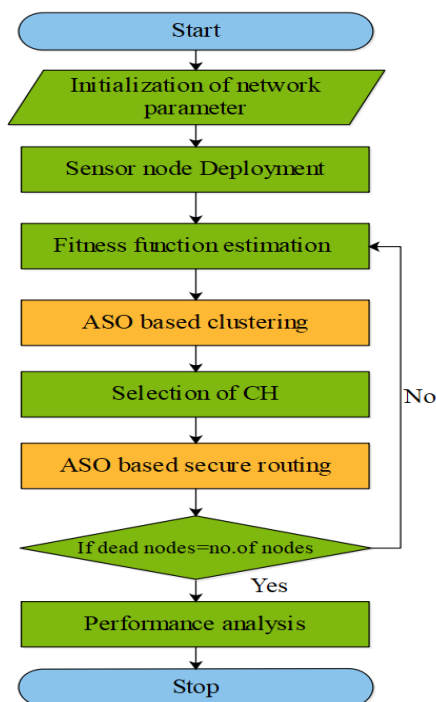 Start
Initialization of network
parameter
Sensor node Deployment
Fitness function estimation
ASO based clustering
Selection of CH
No
ASO based secure routing
If dead nodes=no.of nodes
Yes
Performance analysis
Stop